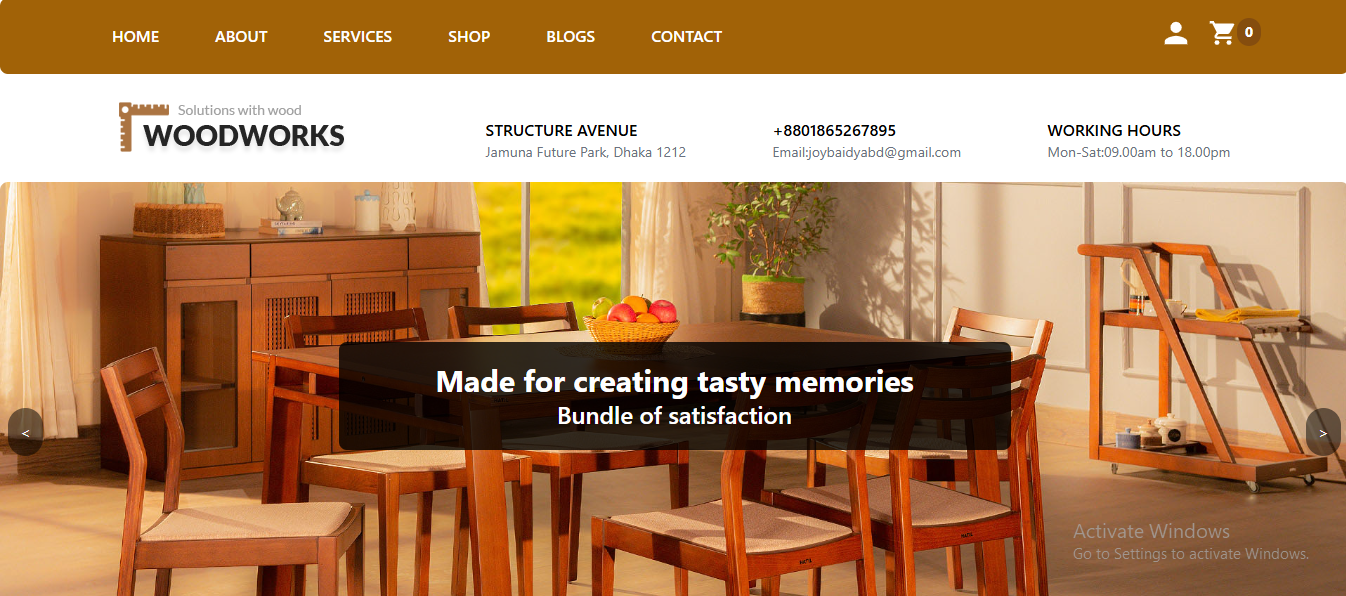 HOME ABOUT SERVICES SHOP BLOGS CONTACT 0
Solutions with wood
WOODWORKS
STRUCTURE AVENUE
Jamuna Future Park, Dhaka 1212
+8801865267895
Email:joybaidyabd@gmail.com
WORKING HOURS
Mon-Sat:09.00am to 18.00pm
Made for creating tasty memories
Bundle of satisfaction
<
>
Activate Windows
Go to Settings to activate Windows.